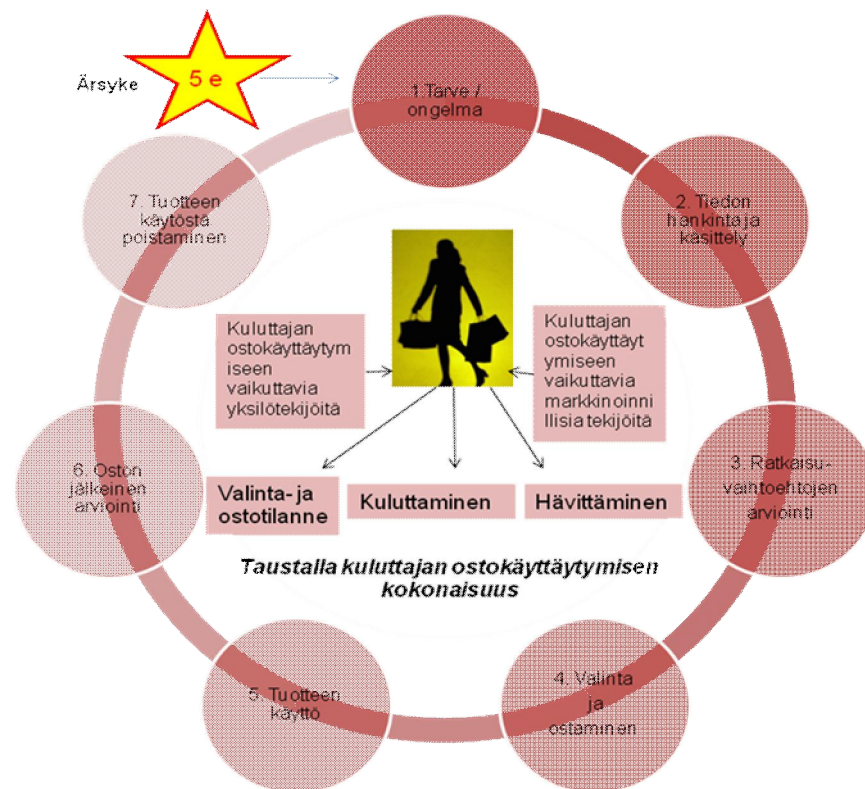 5 e
Ärsyke
1 Tarve /
ongelma
2. Tiedon
hankinta ja
käsittely
3. Ratkaisu-
vaihtoehtojen
arviointi
4. Valinta
ja
ostaminen
5. Tuotteen
käyttö
6. Oston
jälkeinen
arviointi
7. Tuotteen
käytöstä
poistaminen
Kuluttajan
ostokäyttäytym
iseen
vaikuttavia
yksilötekijöitä
Kuluttajan
ostokäyttäyt
ymiseen
vaikuttavia
markkinoinni
llisia tekijöitä
Valinta- ja
ostotilanne
Kuluttaminen
Hävittäminen
Taustalla kuluttajan ostokäyttäytymisen
kokonaisuus